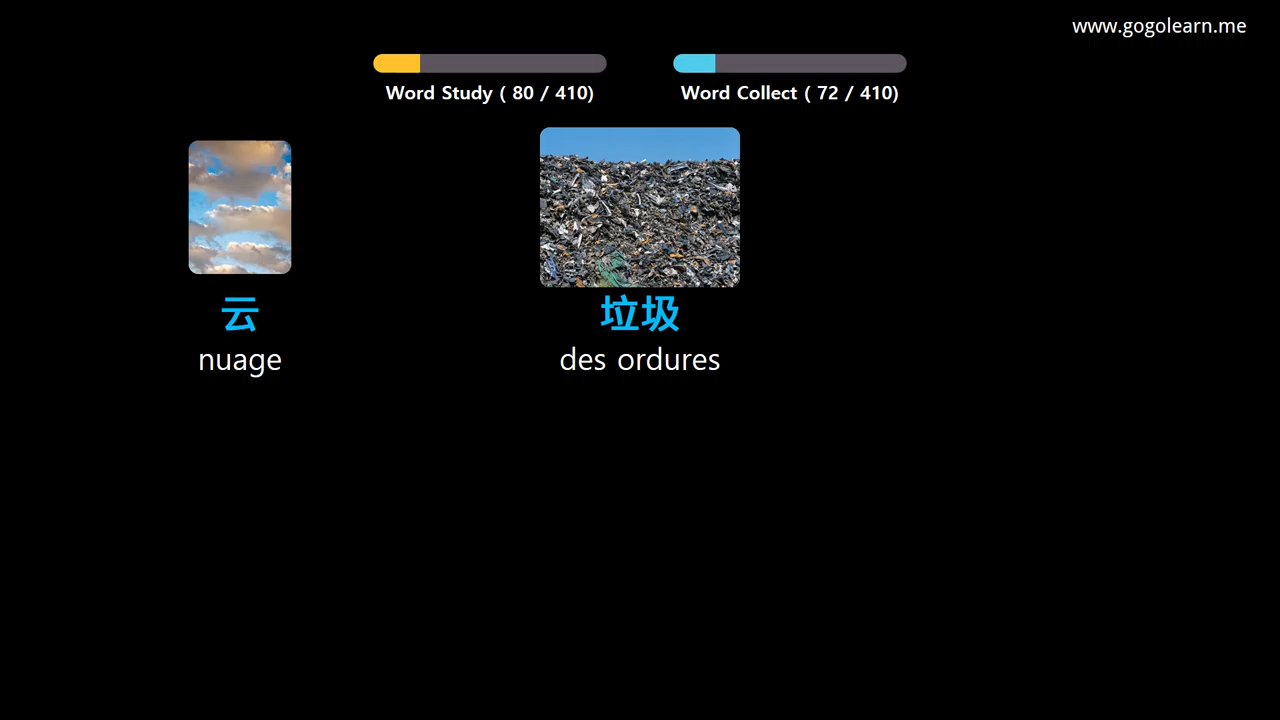 www.gogolearn.me
Word Study ( 80 / 410)
Word Collect ( 72 / 410)
云
nuage
垃圾
des ordures